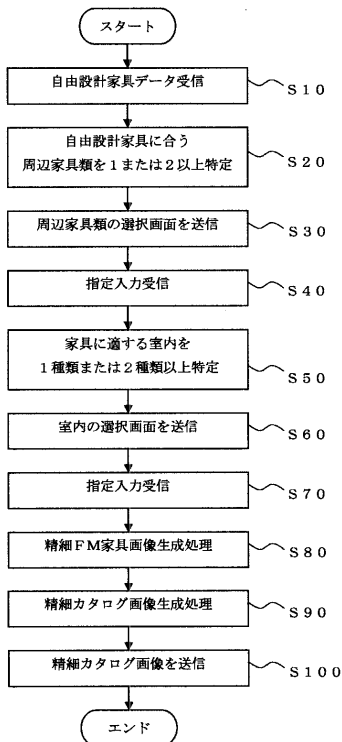 スタート
自由設計家具データ受信
S10
自由設計家具に合う
周辺家具類を1または2以上特定
S20
周辺家具類の選択画面を送信
S30
指定入力受信
S40
家具に適する室内を
1種類または2種類以上特定
S50
室内の選択画面を送信
S60
指定入力受信
S70
精細FM家具画像生成処理
S80
精細カタログ画像生成処理
S90
精細カタログ画像を送信
S100
エンド